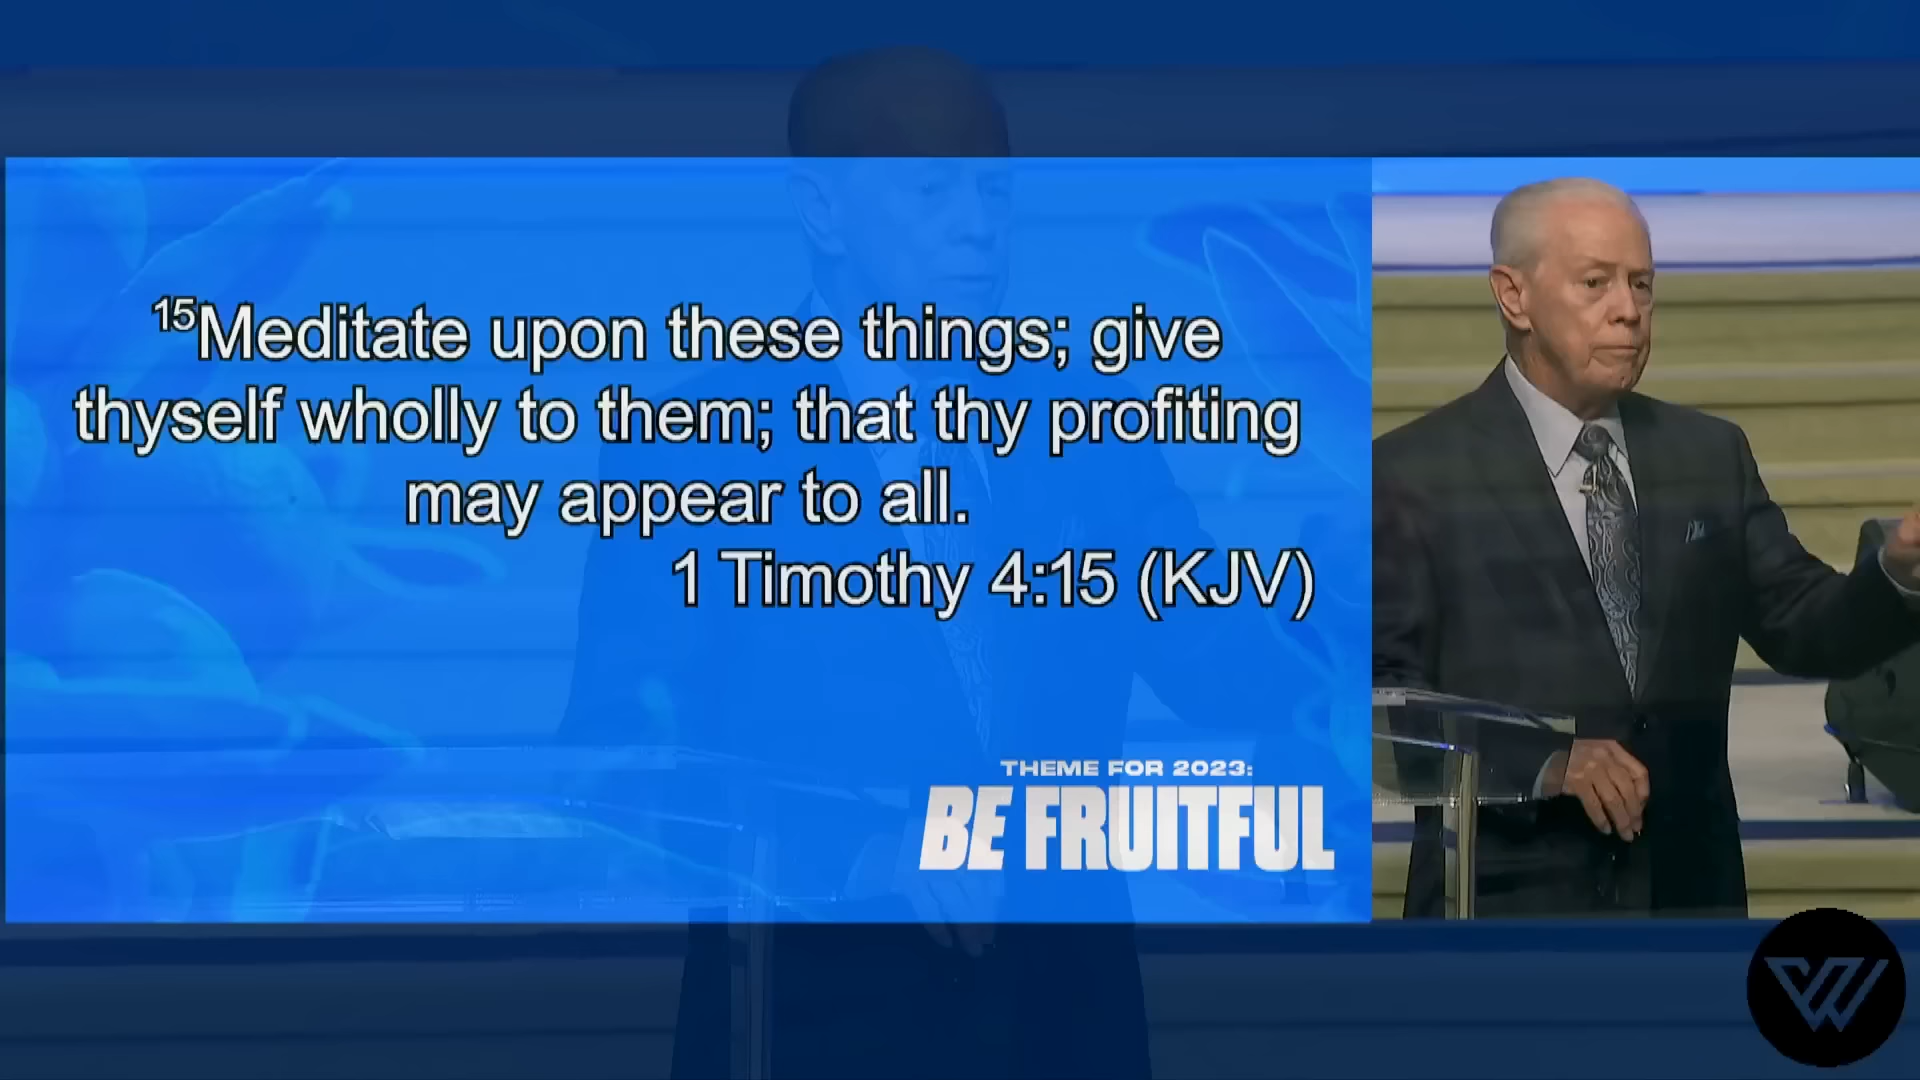 15Meditate upon these things; give
thyself wholly to them; that thy profiting
may appear to all.
1 Timothy 4:15 (KJV)
THEME FOR 2023:
BE FRUITFUL